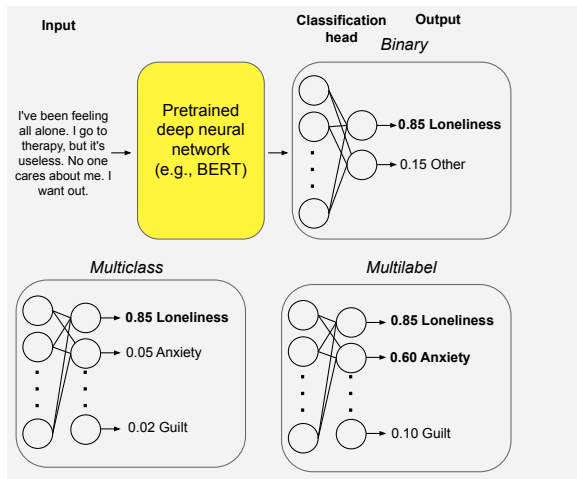 Input
Classification
head
Output
Binary
I've been feeling
all alone. I go to
therapy, but it's
useless. No one
cares about me. I
want out.
Pretrained
deep neural
network
(e.g., BERT)
0.85 Loneliness
0.15 Other
Multiclass
0.85 Loneliness
0.05 Anxiety
0.02 Guilt
Multilabel
0.85 Loneliness
0.60 Anxiety
0.10 Guilt